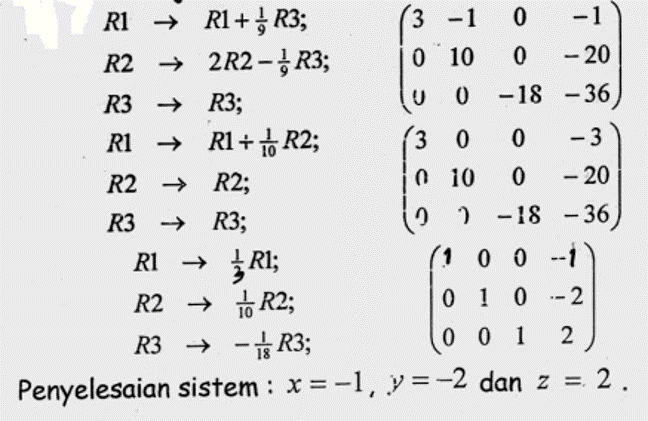 R1 → R1 + 1/9 R3; (3 -1 0 -1
R2 → 2R2 - 1/9 R3; 0 10 0 -20
R3 → R3; 0 0 -18 -36)
R1 → R1 + 1/10 R2; (3 0 0 -3
R2 → R2; 0 10 0 -20
R3 → R3; 0 0 -18 -36)
R1 → 1/3 R1; (1 0 0 -1
R2 → 1/10 R2; 0 1 0 -2
R3 → -1/18 R3; 0 0 1 2)
Penyelesaian sistem : x = -1, y = -2 dan z = 2 .